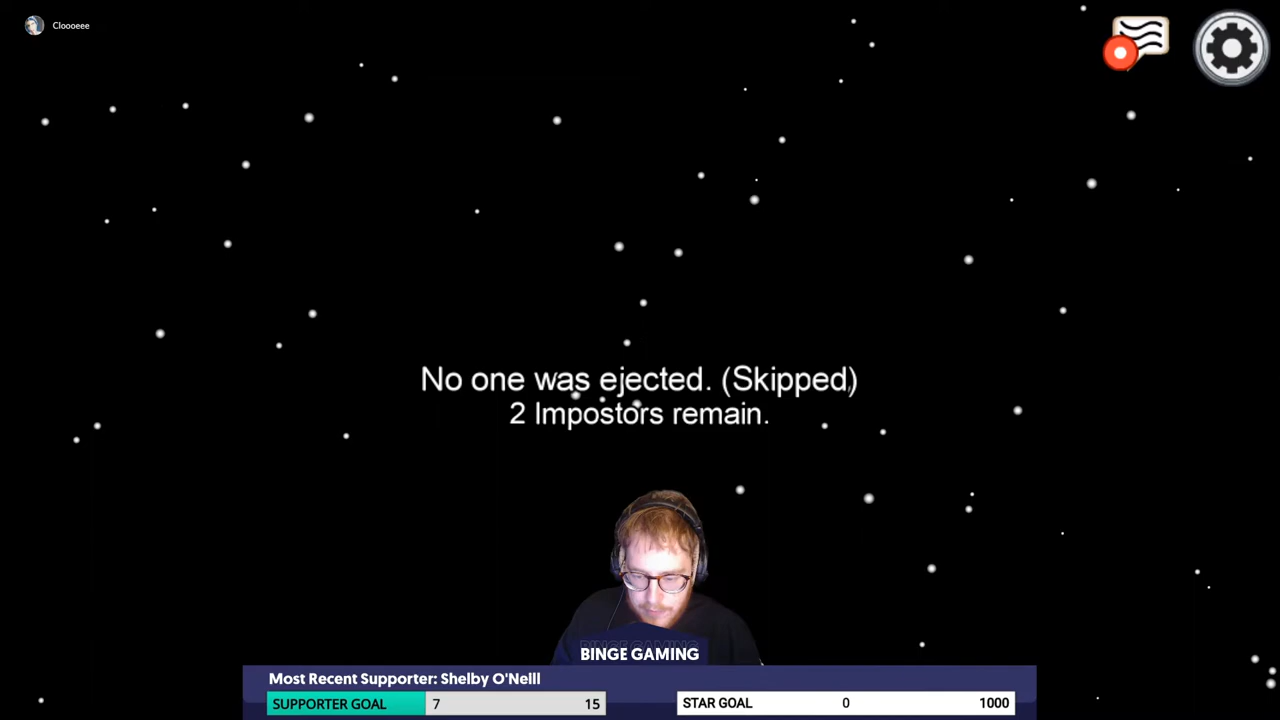 Cloooeee
No one was ejected. (Skipped)
2 Impostors remain.
BINGE GAMING
Most Recent Supporter: Shelby O'Neill
SUPPORTER GOAL 7 15 STAR GOAL 0 1000